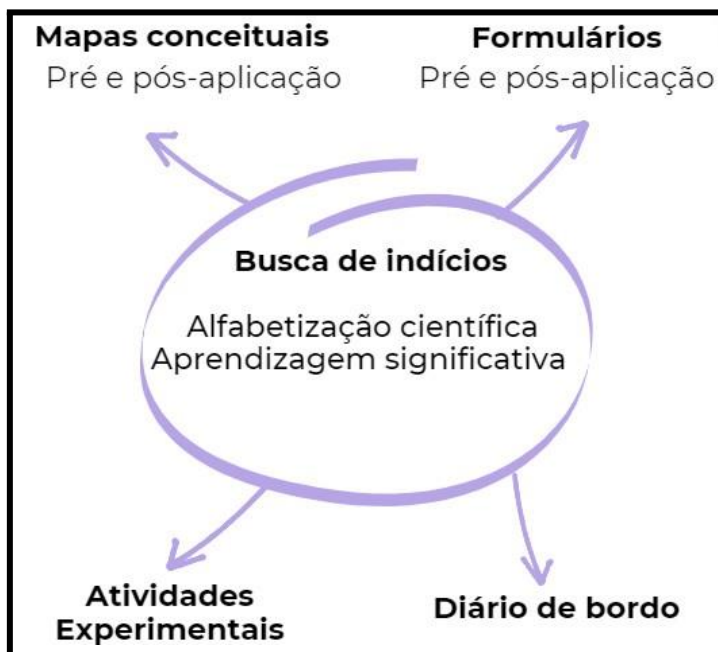 Mapas conceituais
Pré e pós-aplicação
Formulários
Pré e pós-aplicação
Busca de indícios
Alfabetização científica
Aprendizagem significativa
Atividades
Experimentais
Diário de bordo